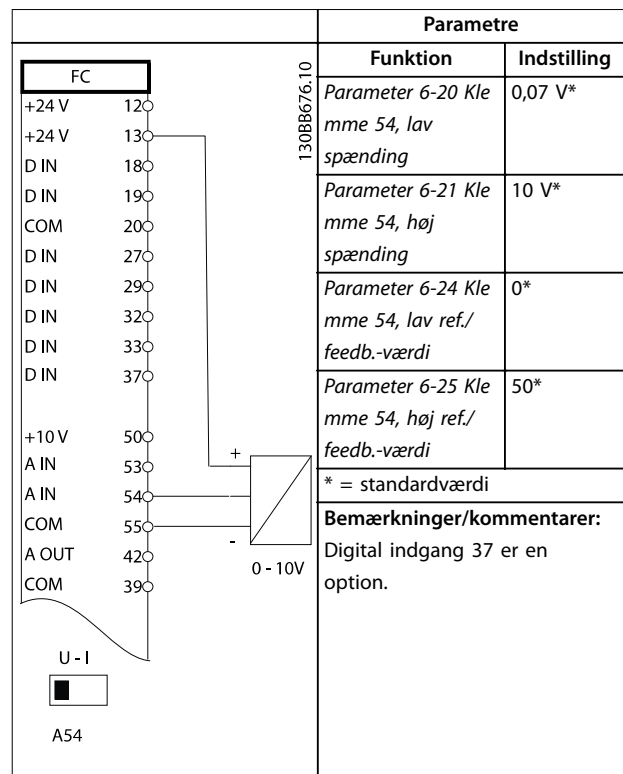 Parametre
Funktion Indstilling
Parameter 6-20 Kle
mme 54, lav
spænding
0,07 V*
Parameter 6-21 Kle
mme 54, høj
spænding
10 V*
Parameter 6-24 Kle
mme 54, lav ref./
feedb.-værdi
0*
Parameter 6-25 Kle
mme 54, høj ref./
feedb.-værdi
50*
* = standardværdi
Bemærkninger/kommentarer:
Digital indgang 37 er en
option.
130BB676.10
FC
+24 V 12
+24 V 13
D IN 18
D IN 19
COM 20
D IN 27
D IN 29
D IN 32
D IN 33
D IN 37
+10 V 50
A IN 53
A IN 54
COM 55
A OUT 42
COM 39
+
-
0 - 10V
U - I
A54